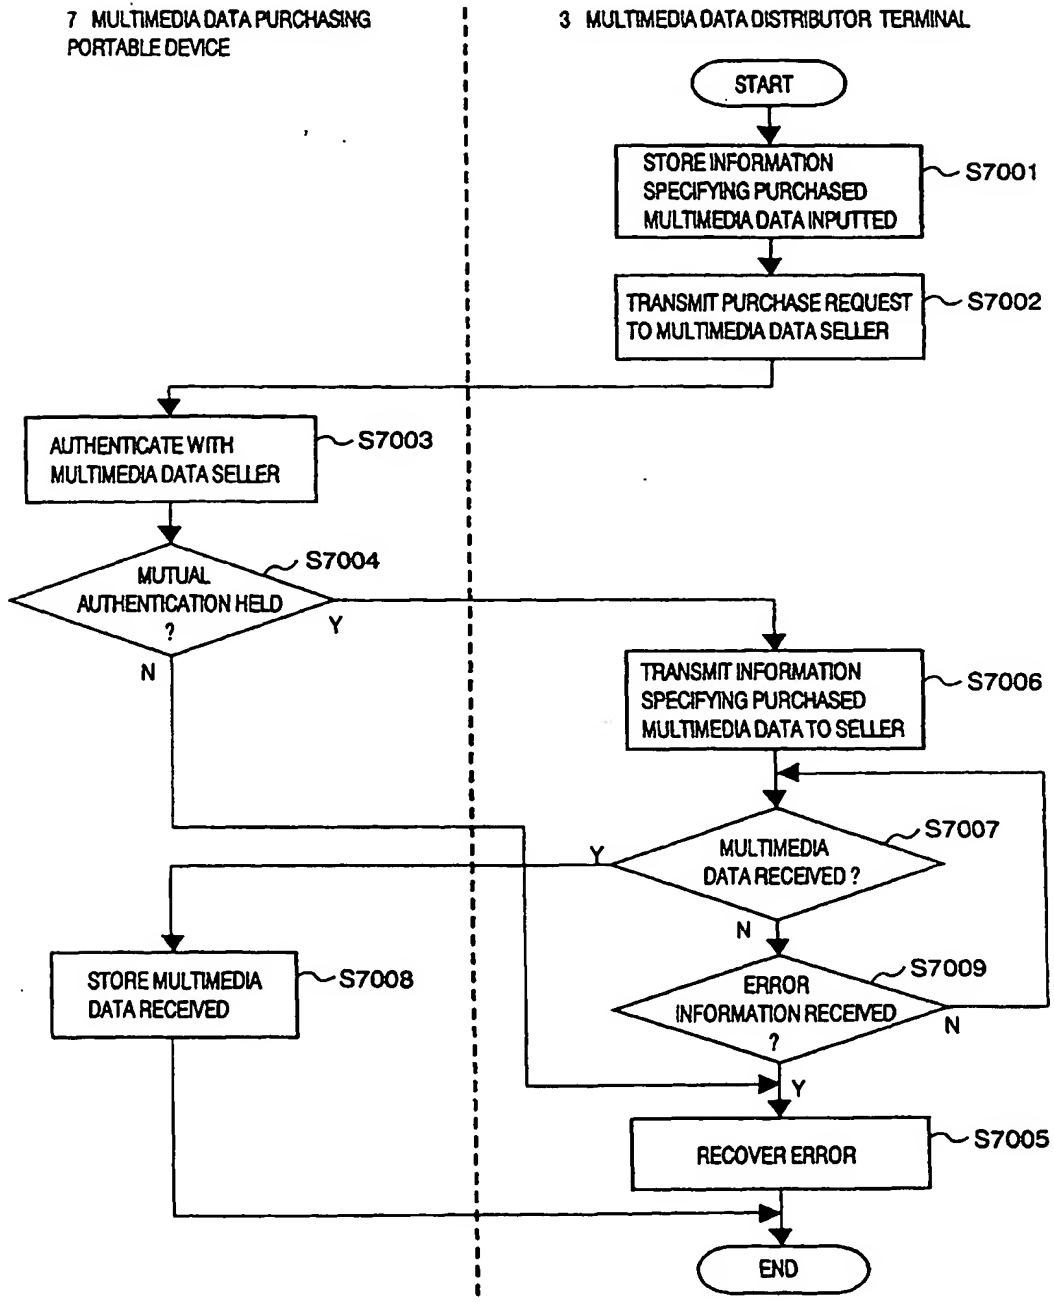 7 MULTIMEDIA DATA PURCHASING
PORTABLE DEVICE
3 MULTIMEDIA DATA DISTRIBUTOR TERMINAL
START
STORE INFORMATION
SPECIFYING PURCHASED
MULTIMEDIA DATA INPUTTED
S7001
TRANSMIT PURCHASE REQUEST
TO MULTIMEDIA DATA SELLER
S7002
AUTHENTICATE WITH
MULTIMEDIA DATA SELLER
S7003
MUTUAL
AUTHENTICATION HELD
?
S7004
Y
N
TRANSMIT INFORMATION
SPECIFYING PURCHASED
MULTIMEDIA DATA TO SELLER
S7006
MULTIMEDIA
DATA RECEIVED ?
S7007
Y
N
STORE MULTIMEDIA
DATA RECEIVED
S7008
ERROR
INFORMATION RECEIVED
?
S7009
N
Y
RECOVER ERROR
S7005
END